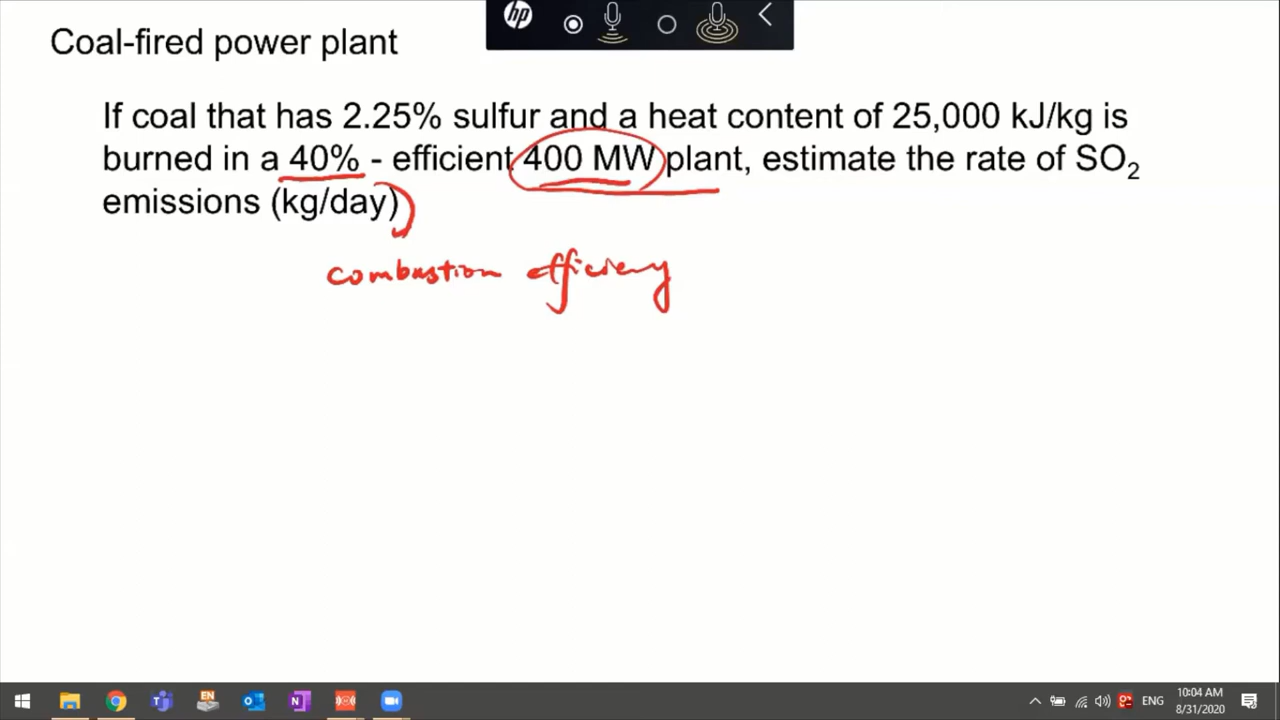 hp
Coal-fired power plant
If coal that has 2.25% sulfur and a heat content of 25,000 kJ/kg is
burned in a 40% - efficient 400 MW plant, estimate the rate of SO₂
emissions (kg/day)
combustion efficiency
EN
ENG
10:04 AM
8/31/2020